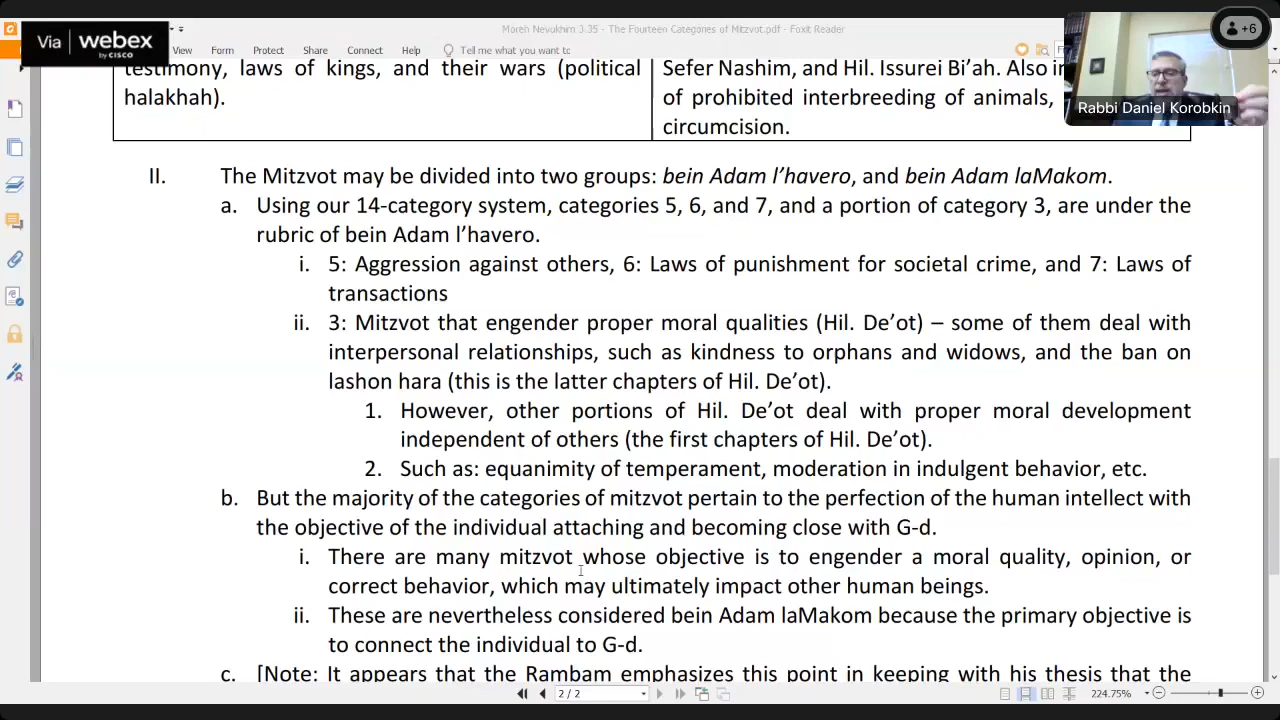 Moreh Nevukhim 3.35 - The Fourteen Categories of Mitzvot.pdf - Foxit Reader
+6
Via webex
by CISCO
View Form Protect Share Connect Help Tell me what you want to
testimony, laws of kings, and their wars (political
halakhah).
Sefer Nashim, and Hil. Issurei Bi'ah. Also in
of prohibited interbreeding of animals,
circumcision.
Rabbi Daniel Korobkin
II. The Mitzvot may be divided into two groups: bein Adam l'havero, and bein Adam laMakom.
a. Using our 14-category system, categories 5, 6, and 7, and a portion of category 3, are under the
rubric of bein Adam l'havero.
i. 5: Aggression against others, 6: Laws of punishment for societal crime, and 7: Laws of
transactions
ii. 3: Mitzvot that engender proper moral qualities (Hil. De'ot) – some of them deal with
interpersonal relationships, such as kindness to orphans and widows, and the ban on
lashon hara (this is the latter chapters of Hil. De'ot).
1. However, other portions of Hil. De'ot deal with proper moral development
independent of others (the first chapters of Hil. De'ot).
2. Such as: equanimity of temperament, moderation in indulgent behavior, etc.
b. But the majority of the categories of mitzvot pertain to the perfection of the human intellect with
the objective of the individual attaching and becoming close with G-d.
i. There are many mitzvot whose objective is to engender a moral quality, opinion, or
correct behavior, which may ultimately impact other human beings.
ii. These are nevertheless considered bein Adam laMakom because the primary objective is
to connect the individual to G-d.
c. [Note: It appears that the Rambam emphasizes this point in keeping with his thesis that the
2 / 2
224.75%